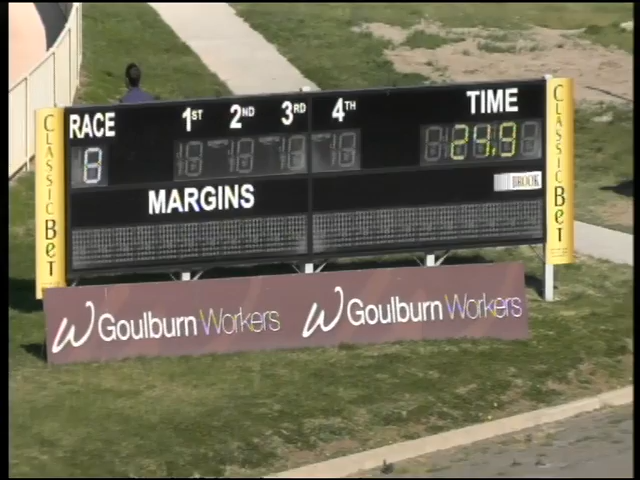 RACE 1ST 2ND 3RD 4TH TIME
8 24.9
MARGINS
BROOK
CLASSICBET
CLASSICBET
W Goulburn Workers W Goulburn Workers